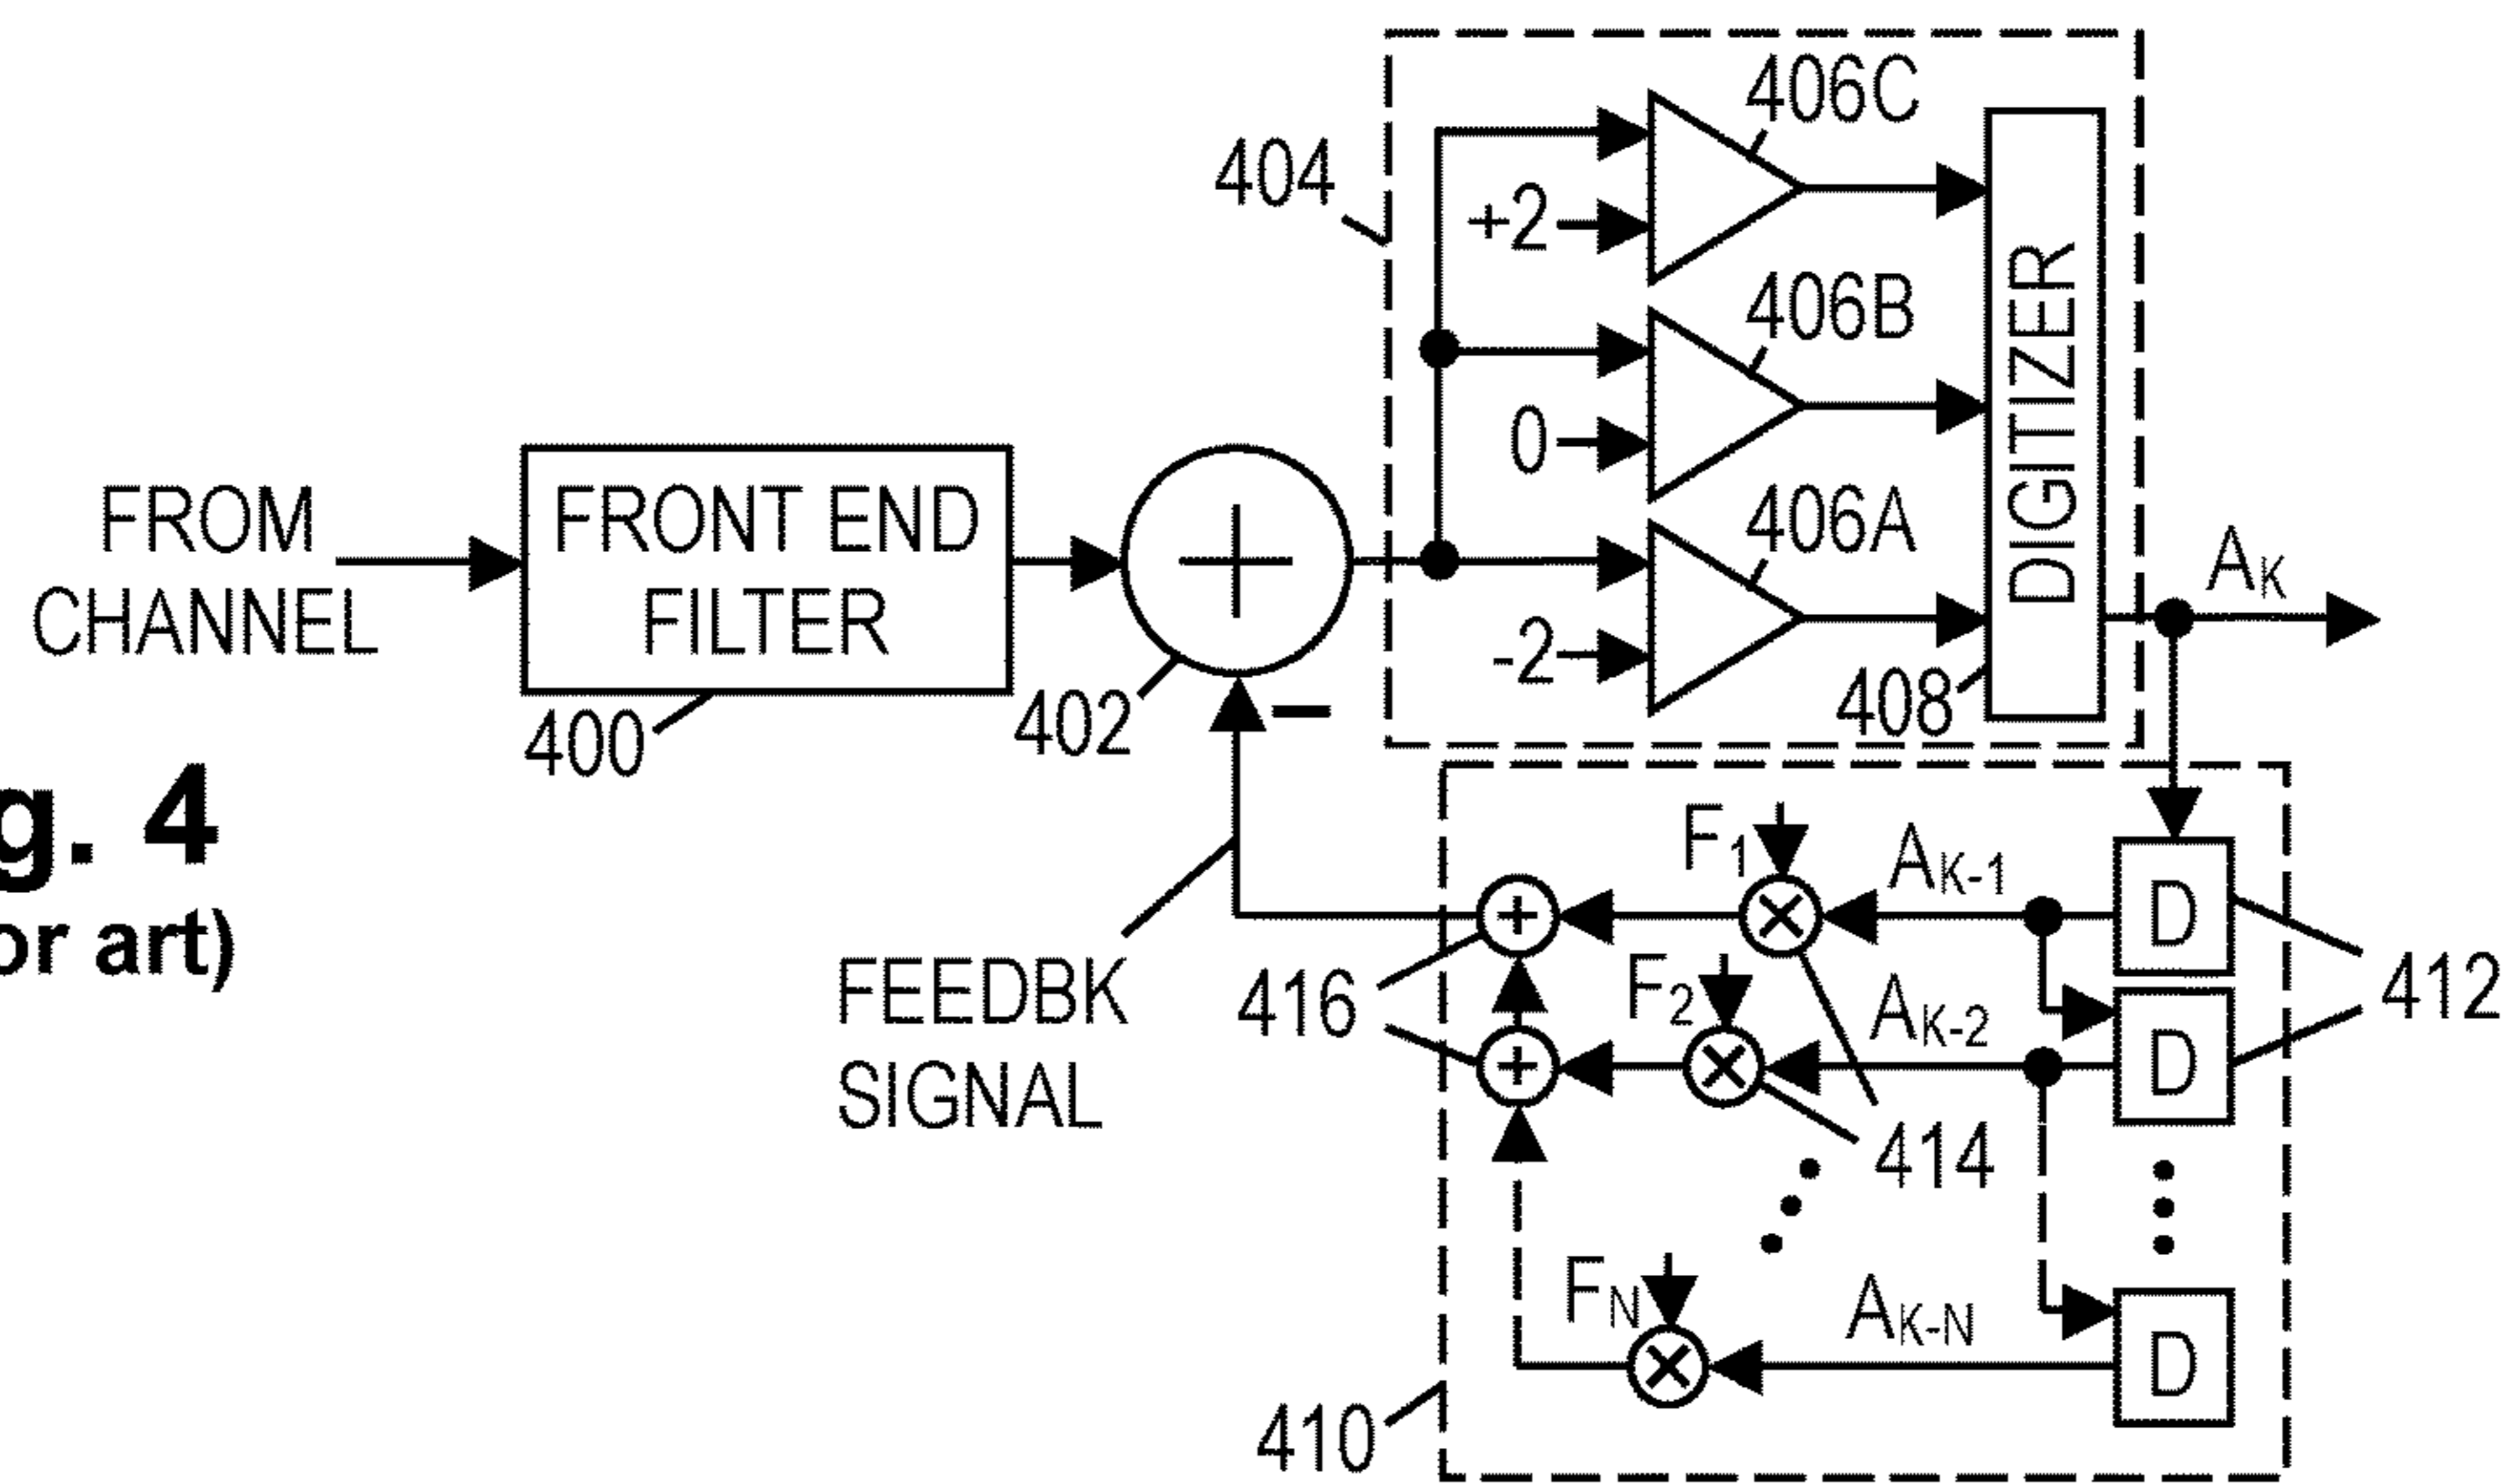 406C
404
+2
406B
DIGITIZER
0
406A
FROM
CHANNEL
FRONT END
FILTER
AK
-2
402
408
400
g. 4
or art)
F1
AK-1
D
FEEDBK
SIGNAL
416
F2
AK-2
D
412
414
FN
AK-N
D
410